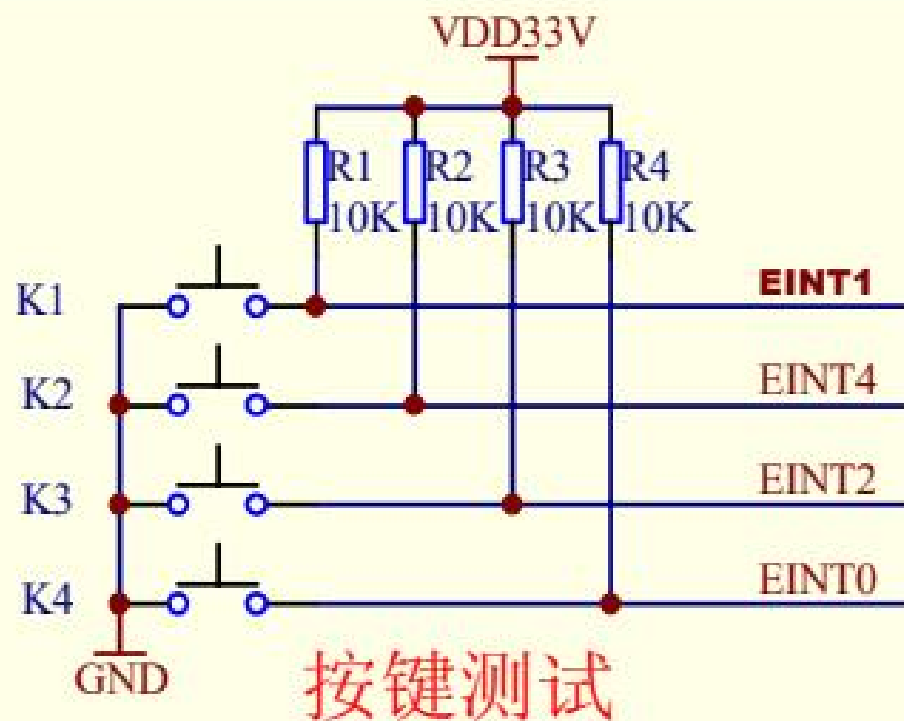 VDD33V
R1 R2 R3 R4
10K 10K 10K 10K
K1 EINT1
K2 EINT4
K3 EINT2
K4 EINT0
GND
按键测试